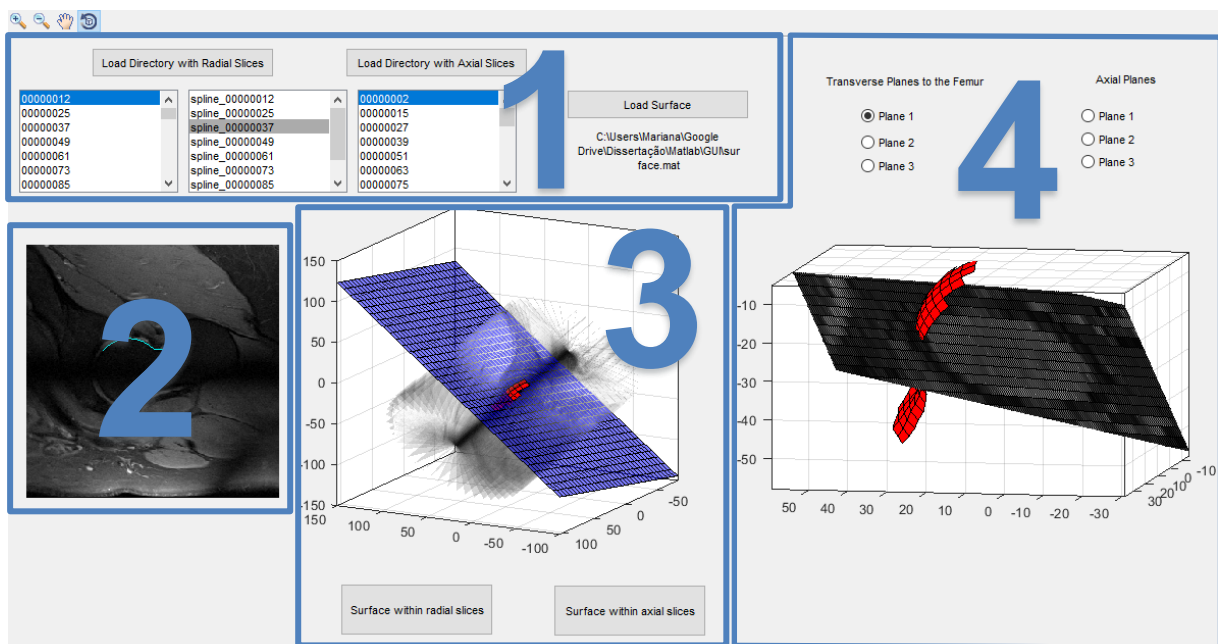 Load Directory with Radial Slices
Load Directory with Axial Slices
00000012
00000025
00000037
00000049
00000061
00000073
00000085
spline_00000012
spline_00000025
spline_00000037
spline_00000049
spline_00000061
spline_00000073
spline_00000085
00000002
00000015
00000027
00000039
00000051
00000063
00000075
Load Surface
C:\Users\Mariana\Google
Drive\Dissertação\Matlab\GUI\sur
face.mat
1
Transverse Planes to the Femur
Plane 1
Plane 2
Plane 3
Axial Planes
Plane 1
Plane 2
Plane 3
4
2
3
150
100
50
0
-50
-100
-150
150
100
50
0
-50
-100
100
50
0
-50
Surface within radial slices
Surface within axial slices
-10
-20
-30
-40
-50
50
40
30
20
10
0
-10
-20
-30
30
20
10
0
-10